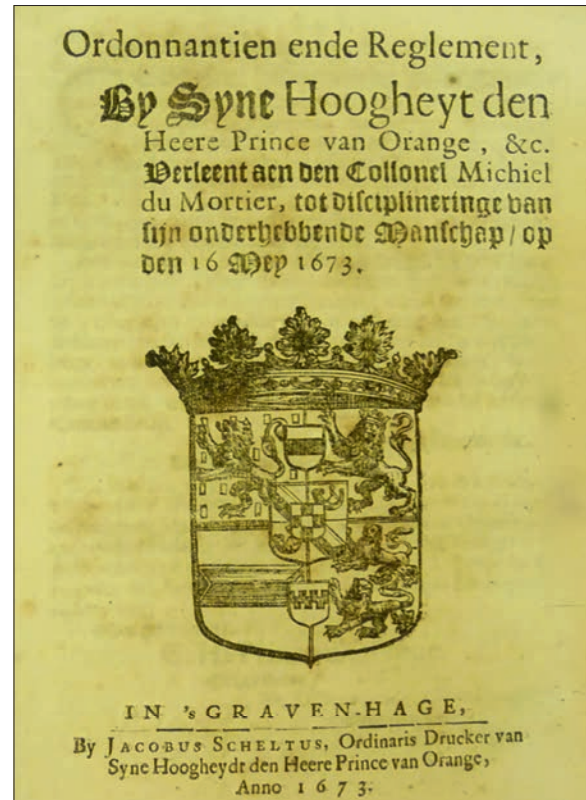 Ordonnantien ende Reglement,
By Syne Hoogheyt den
Heere Prince van Orange, &c.
Verleent aen den Collonel Michiel
du Mortier, tot disciplineringe van
sijn onderhebbende Manschap / op
den 16 Mey 1673.
IN 'sGRAVEN-HAGE,
By JACOBUS SCHELTUS, Ordinaris Drucker van
Syne Hoogheydt den Heere Prince van Orange,
Anno 1673.